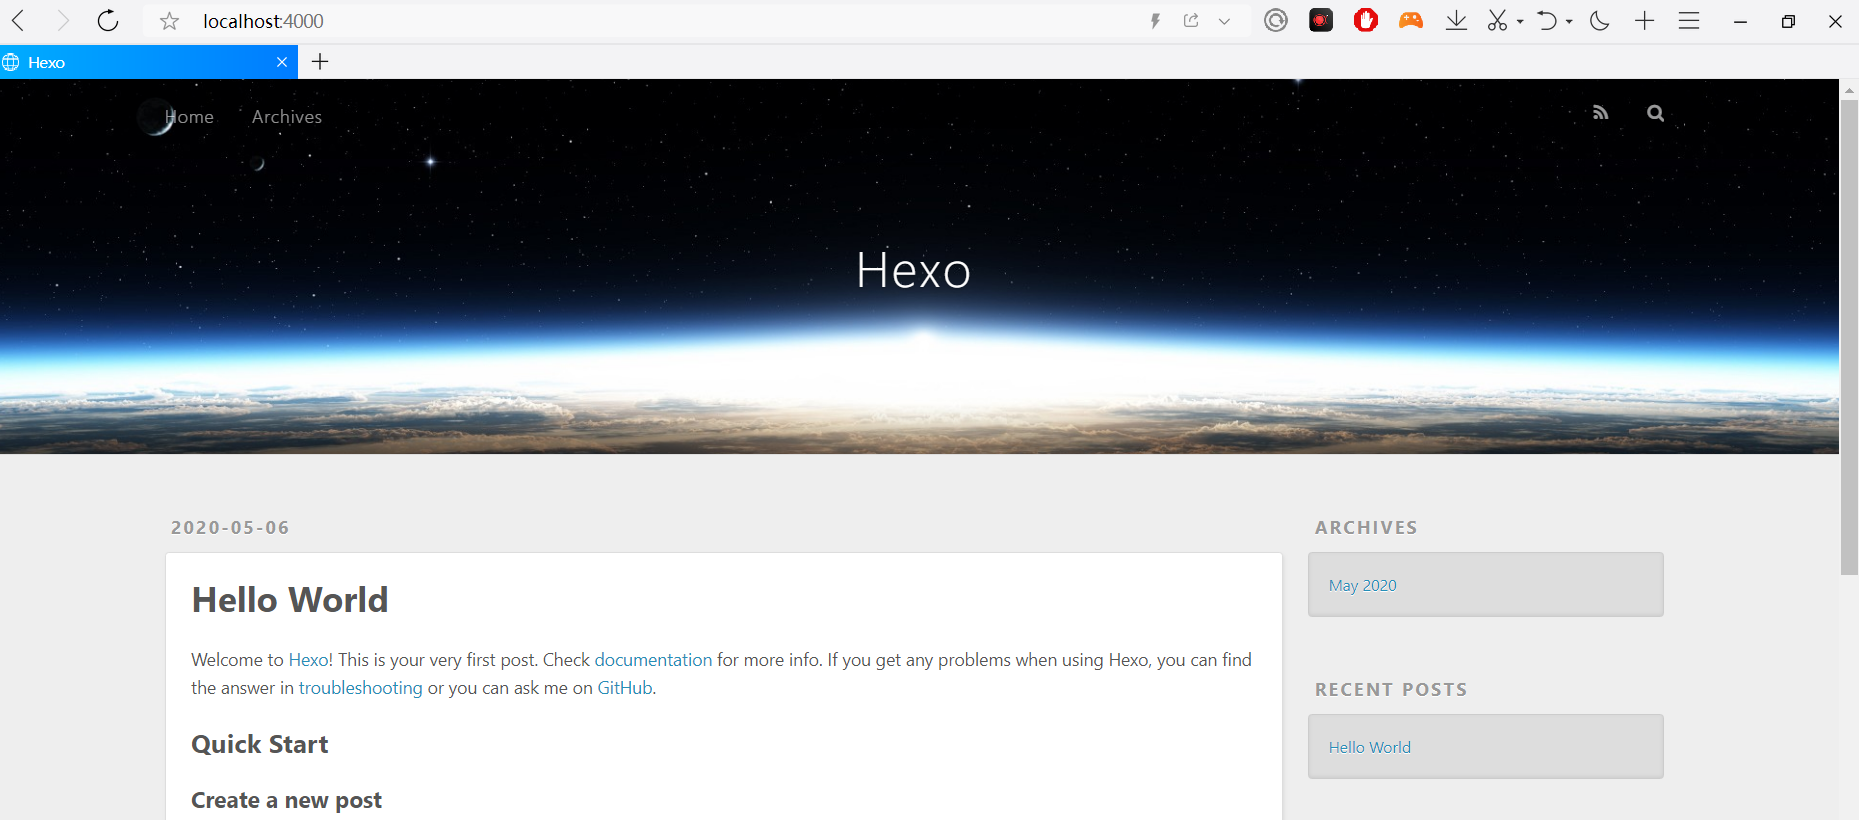 localhost:4000
Hexo
Home Archives
Hexo
2020-05-06
Hello World
Welcome to Hexo! This is your very first post. Check documentation for more info. If you get any problems when using Hexo, you can find
the answer in troubleshooting or you can ask me on GitHub.
Quick Start
Create a new post
ARCHIVES
May 2020
RECENT POSTS
Hello World